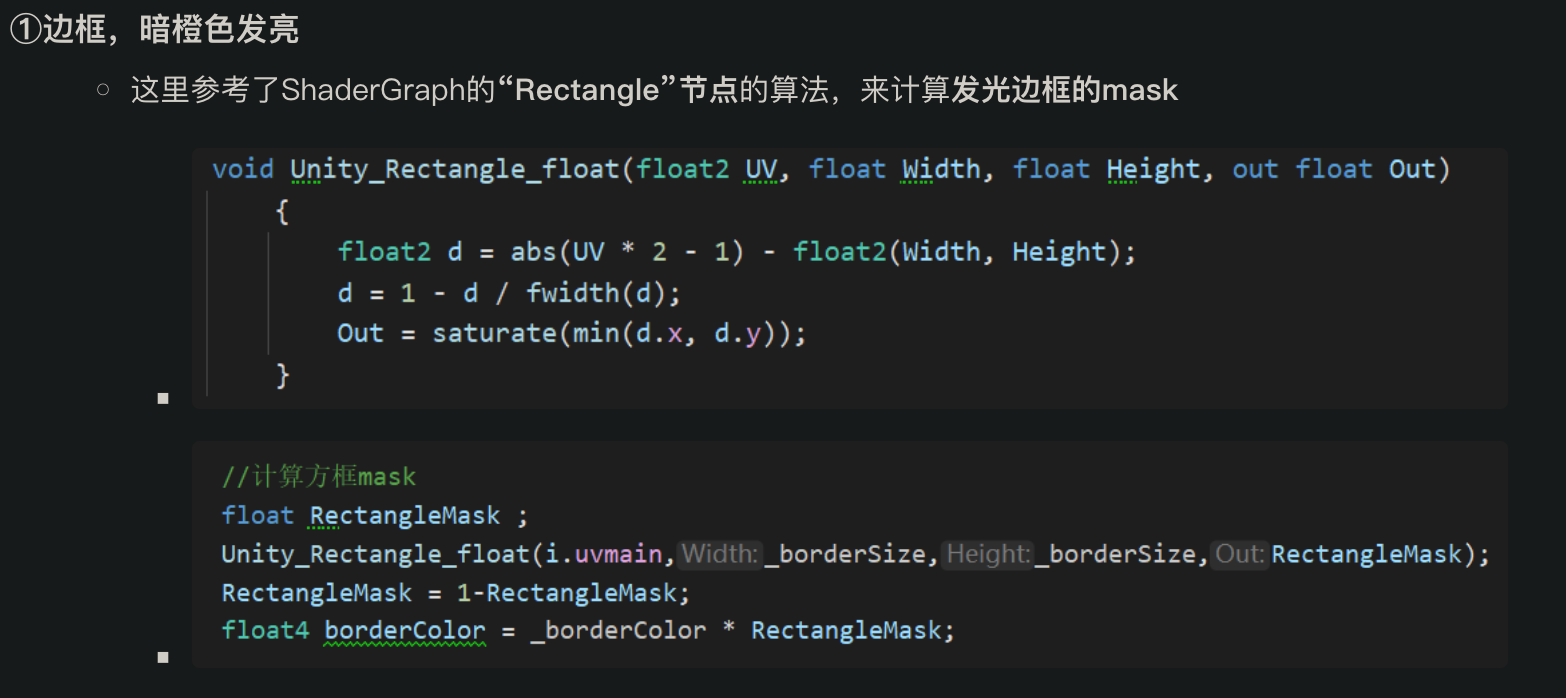 ①边框，暗橙色发亮
这里参考了ShaderGraph的“Rectangle”节点的算法，来计算发光边框的mask
void Unity_Rectangle_float(float2 UV, float Width, float Height, out float Out)
{
float2 d = abs(UV * 2 - 1) - float2(Width, Height);
d = 1 - d / fwidth(d);
Out = saturate(min(d.x, d.y));
}
//计算方框mask
float RectangleMask ;
Unity_Rectangle_float(i.uvmain, Width: _borderSize, Height: _borderSize, Out: RectangleMask);
RectangleMask = 1-RectangleMask;
float4 borderColor = _borderColor * RectangleMask;